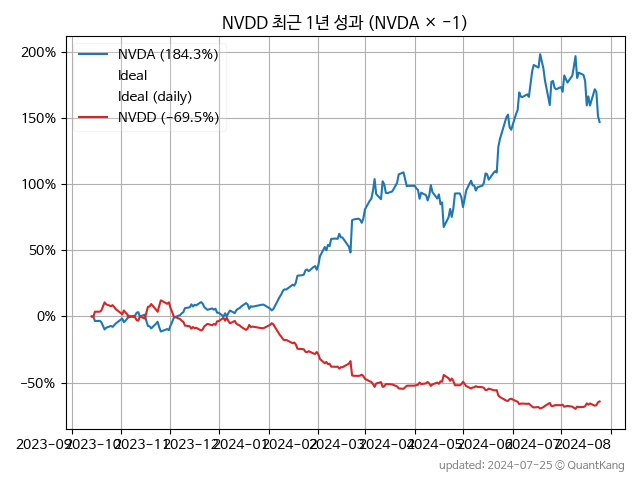 NVDD 최근 1년 성과 (NVDA × −1)
NVDA (184.3%)
Ideal
Ideal (daily)
NVDD (−69.5%)
200%
150%
100%
50%
0%
−50%
2023−09 2023−10 2023−11 2023−12 2024−01 2024−02 2024−03 2024−04 2024−05 2024−06 2024−07 2024−08
updated: 2024−07−25 © QuantKang